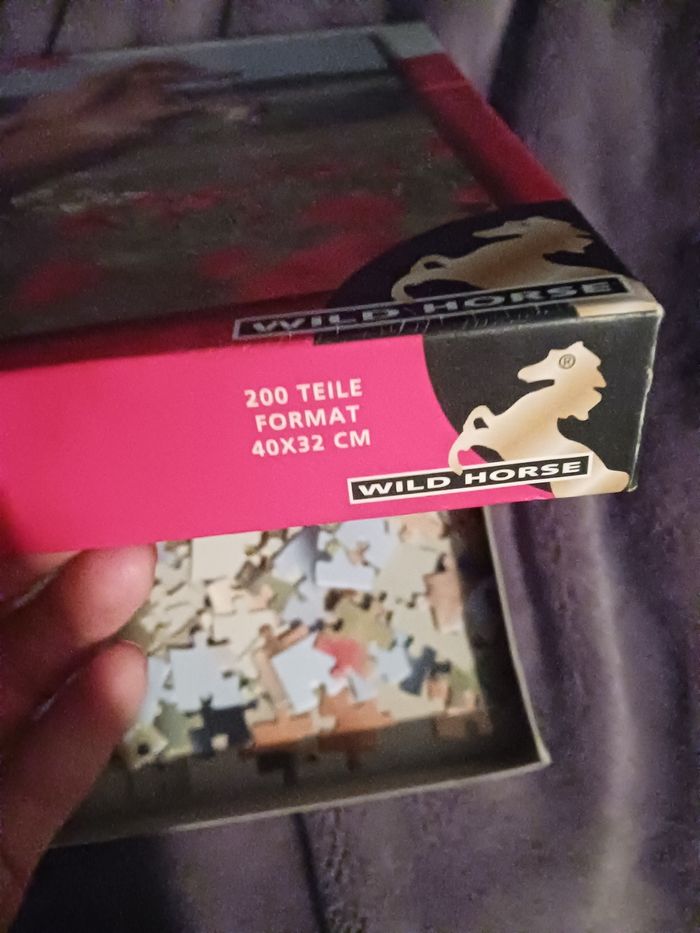 WILD HORSE
200 TEILE
FORMAT
40X32 CM
®
WILD HORSE